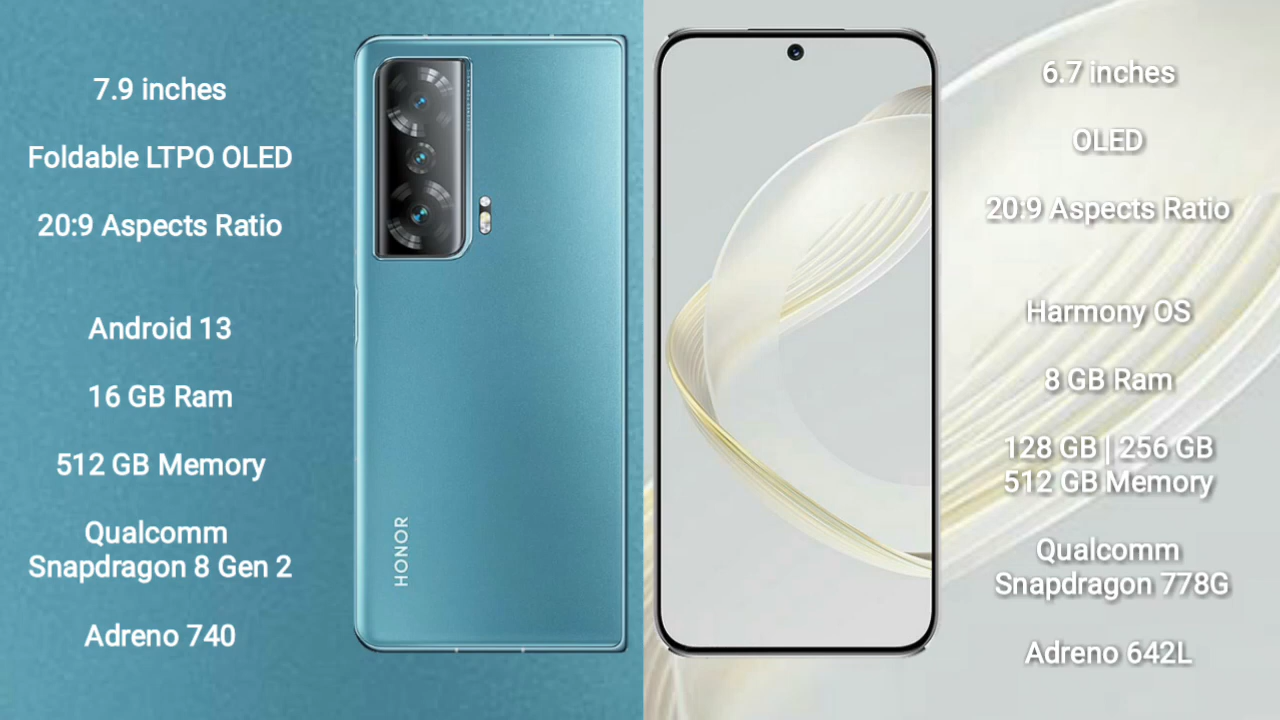 7.9 inches
Foldable LTPO OLED
20:9 Aspects Ratio
Android 13
16 GB Ram
512 GB Memory
Qualcomm
Snapdragon 8 Gen 2
Adreno 740
HONOR
6.7 inches
OLED
20:9 Aspects Ratio
Harmony OS
8 GB Ram
128 GB | 256 GB
512 GB Memory
Qualcomm
Snapdragon 778G
Adreno 642L